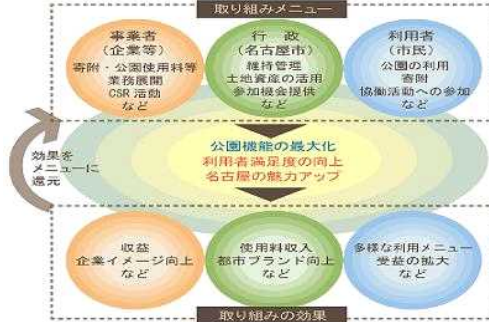 取り組みメニュー
事業者
(企業等)
寄附・公園使用料等
業務展開
CSR活動
など
行政
(名古屋市)
維持管理
土地資産の活用
参加機会提供
など
利用者
(市民)
公園の利用
寄附
協働活動への参加
など
効果を
メニューに
還元
公園機能の最大化
利用者満足度の向上
名古屋の魅力アップ
収益
企業イメージ向上
など
使用料収入
都市ブランド向上
など
多様な利用メニュー
受益の拡大
など
取り組みの効果